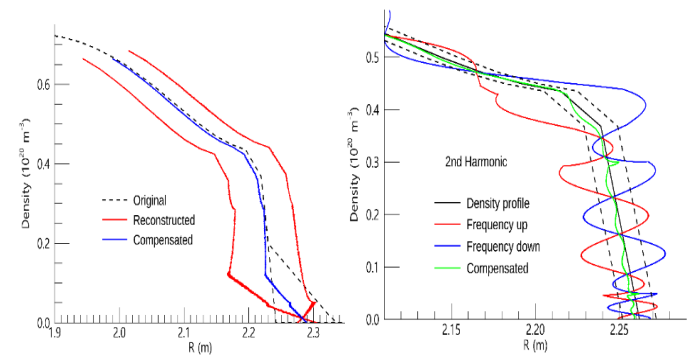 Density (10²⁰ m⁻³)
0.6
0.4
0.2
0.0
Original
Reconstructed
Compensated
1.9
2.0
2.1
2.2
2.3
R (m)
Density (10²⁰ m⁻³)
0.5
0.4
0.3
0.2
0.1
0.0
2nd Harmonic
Density profile
Frequency up
Frequency down
Compensated
2.15
2.20
2.25
R (m)